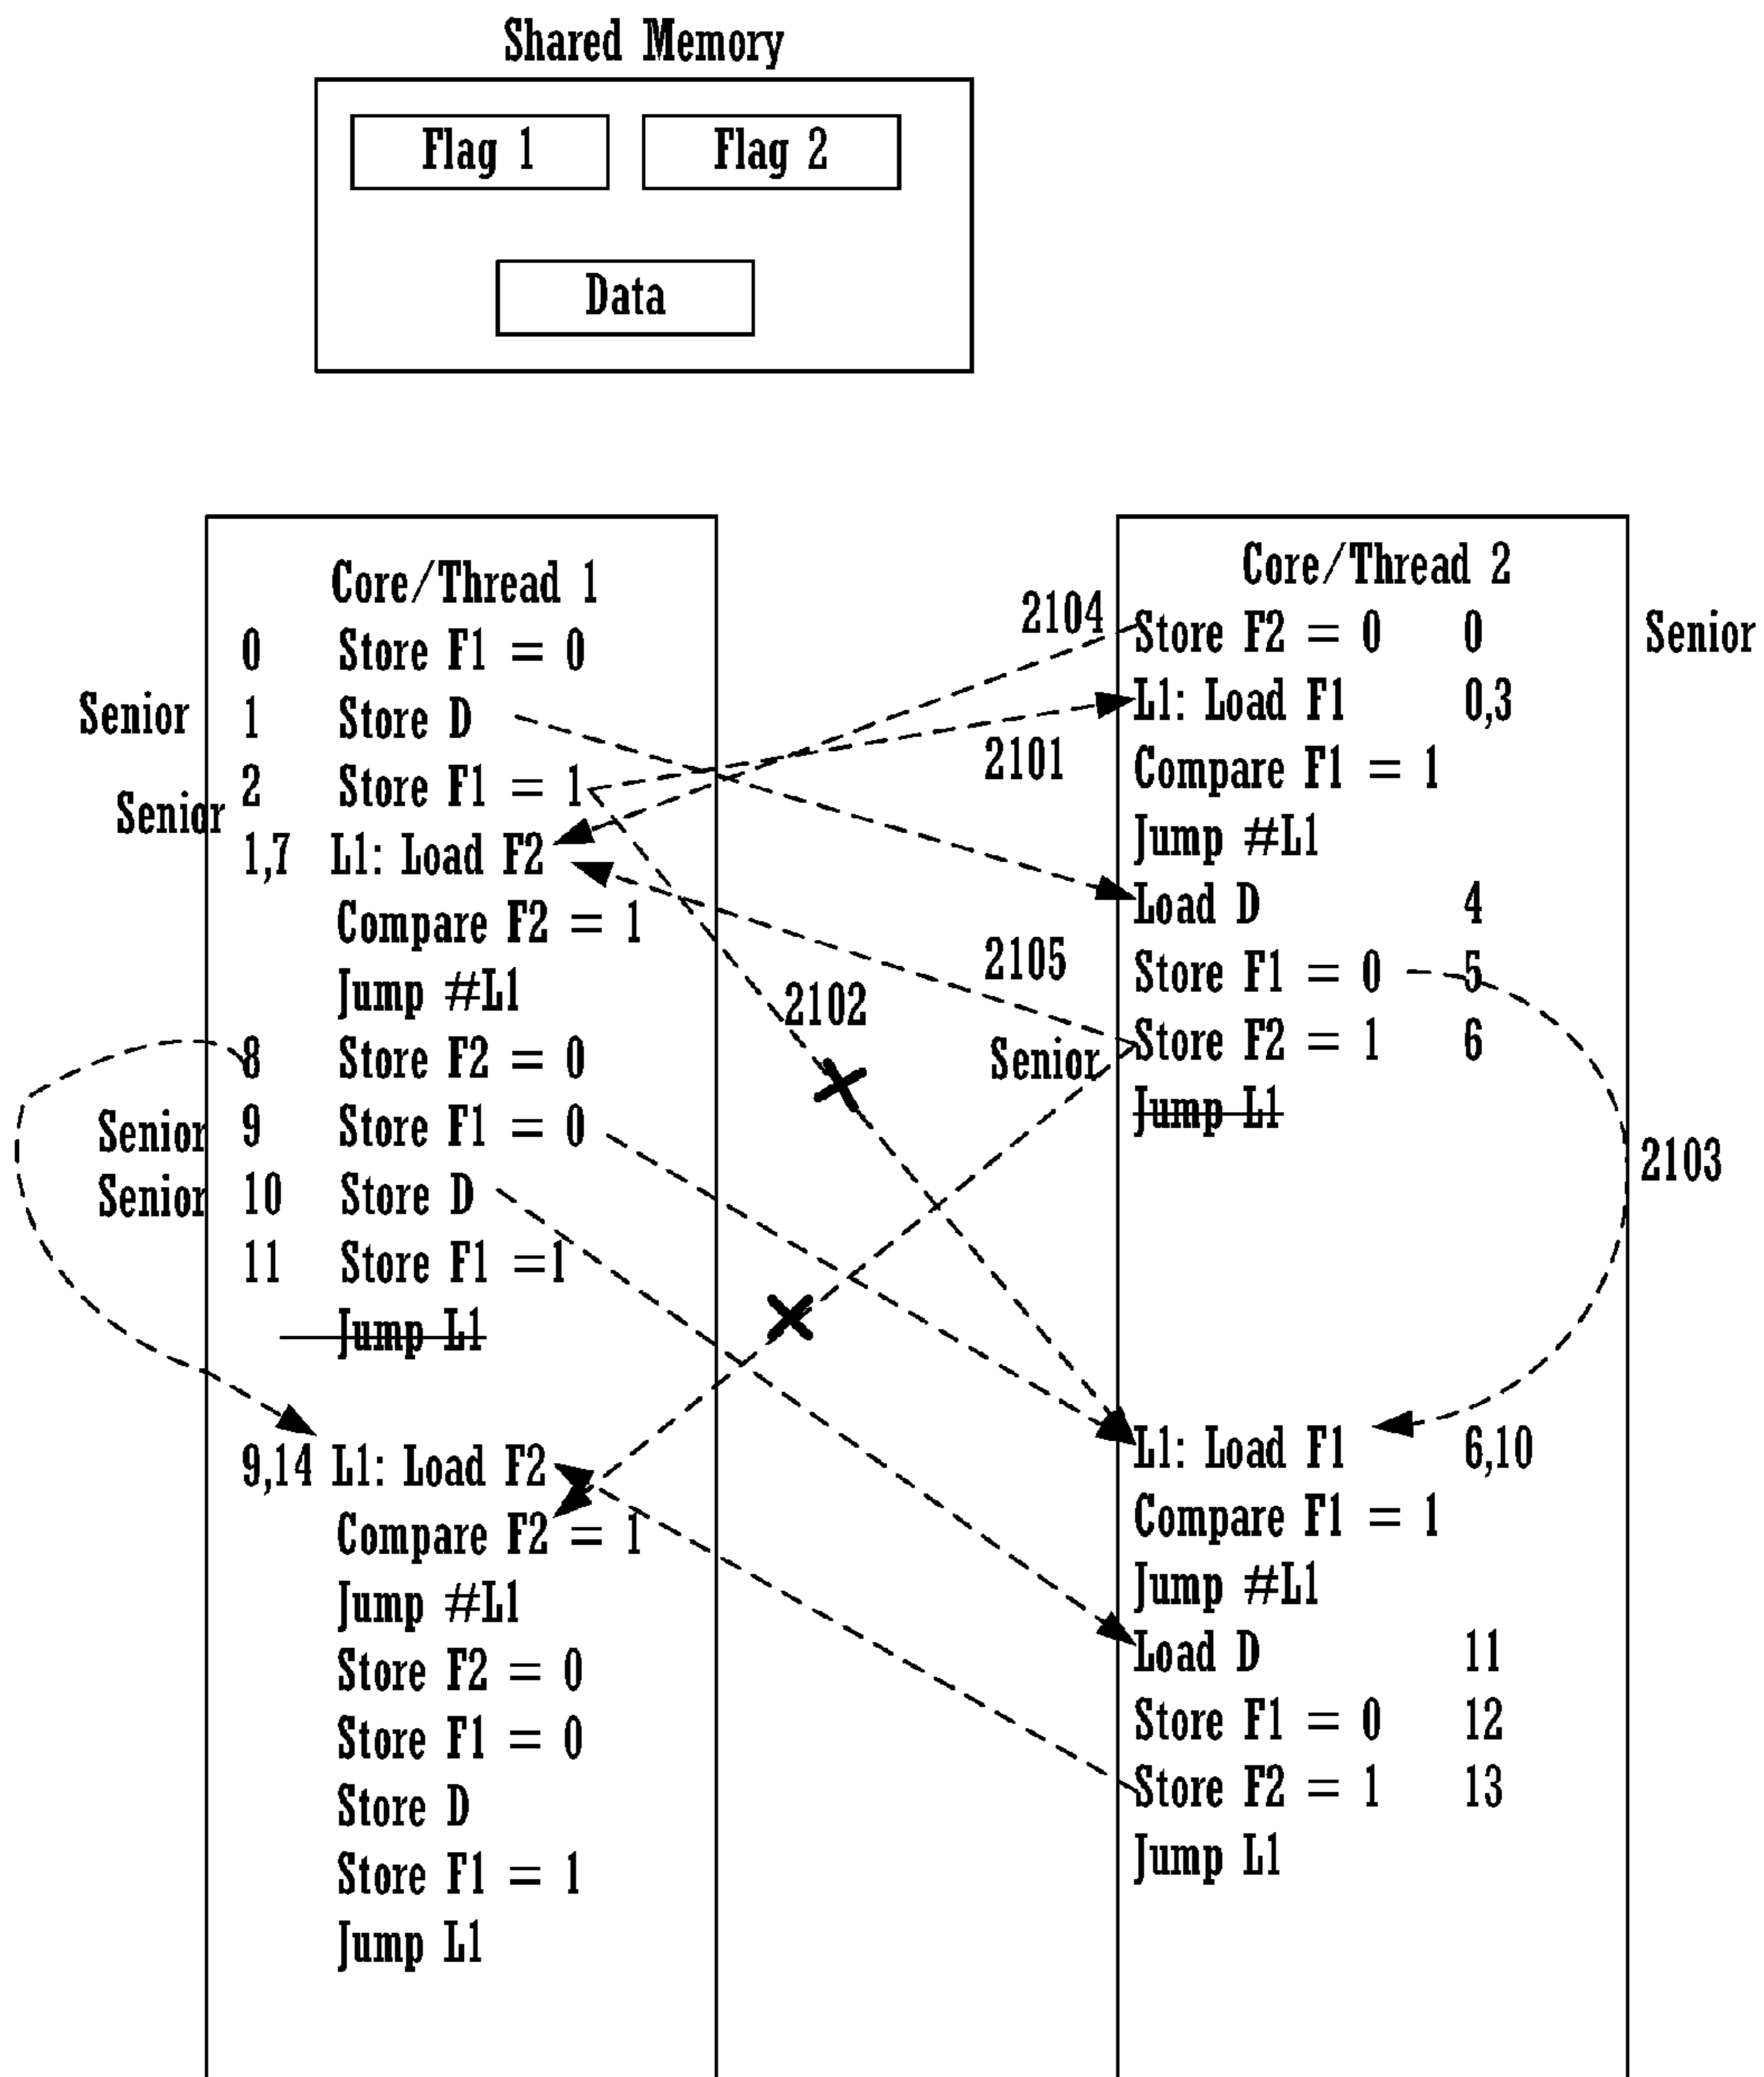 Shared Memory
Flag 1 Flag 2
Data
Core/Thread 1
0 Store F1 = 0
Senior 1 Store D
2 Store F1 = 1
Senior
1,7 L1: Load F2
Compare F2 = 1
Jump #L1
8 Store F2 = 0
Senior 9 Store F1 = 0
Senior 10 Store D
11 Store F1 =1
Jump L1
9,14 L1: Load F2
Compare F2 = 1
Jump #L1
Store F2 = 0
Store F1 = 0
Store D
Store F1 = 1
Jump L1
2104
2101
2105
2102
Senior
Core/Thread 2
Store F2 = 0 0 Senior
L1: Load F1 0,3
Compare F1 = 1
Jump #L1
Load D 4
Store F1 = 0 5
Store F2 = 1 6
Jump L1
2103
L1: Load F1 6,10
Compare F1 = 1
Jump #L1
Load D 11
Store F1 = 0 12
Store F2 = 1 13
Jump L1